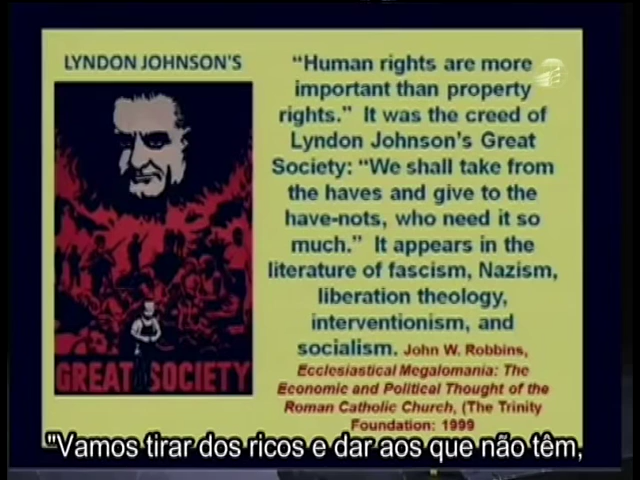 LYNDON JOHNSON'S
GREAT SOCIETY
“Human rights are more
important than property
rights.” It was the creed of
Lyndon Johnson’s Great
Society: “We shall take from
the haves and give to the
have-nots, who need it so
much.” It appears in the
literature of fascism, Nazism,
liberation theology,
interventionism, and
socialism. John W. Robbins,
Ecclesiastical Megalomania: The
Economic and Political Thought of the
Roman Catholic Church, (The Trinity
Foundation: 1999
"Vamos tirar dos ricos e dar aos que não têm,